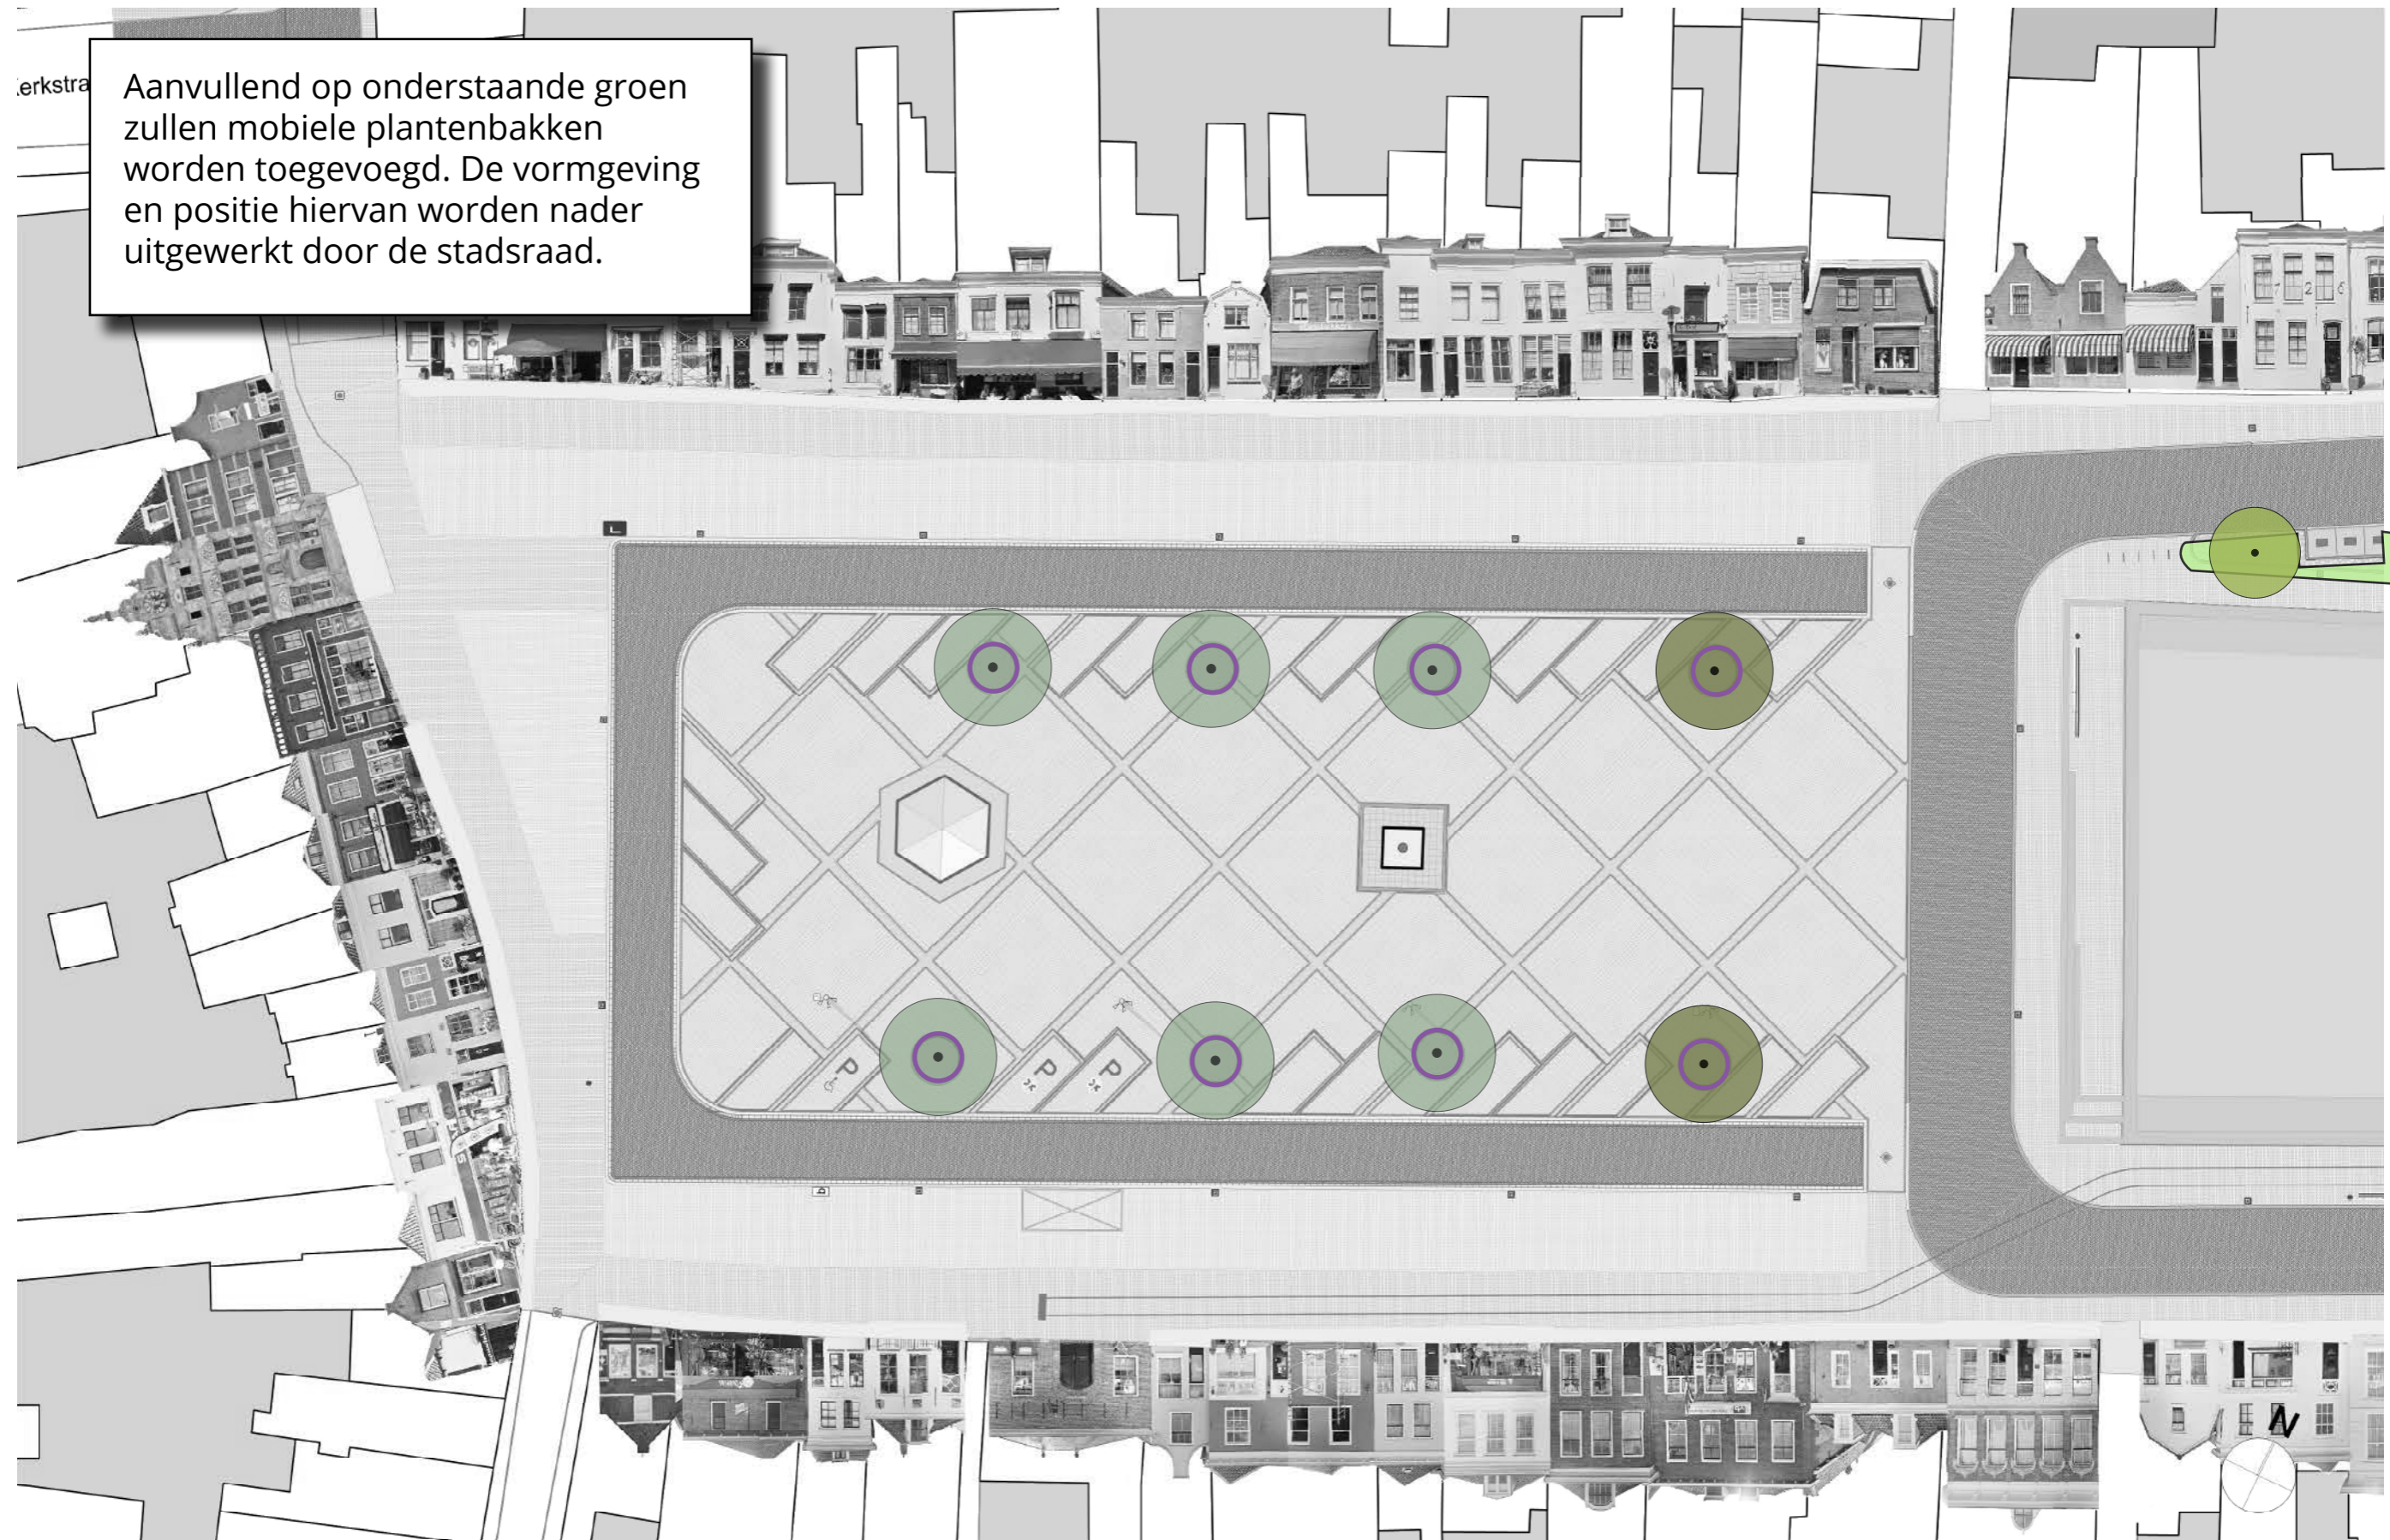 erkstra
Aanvullend op onderstaande groen
zullen mobiele plantenbakken
worden toegevoegd. De vormgeving
en positie hiervan worden nader
uitgewerkt door de stadsraad.
P
P
P
N